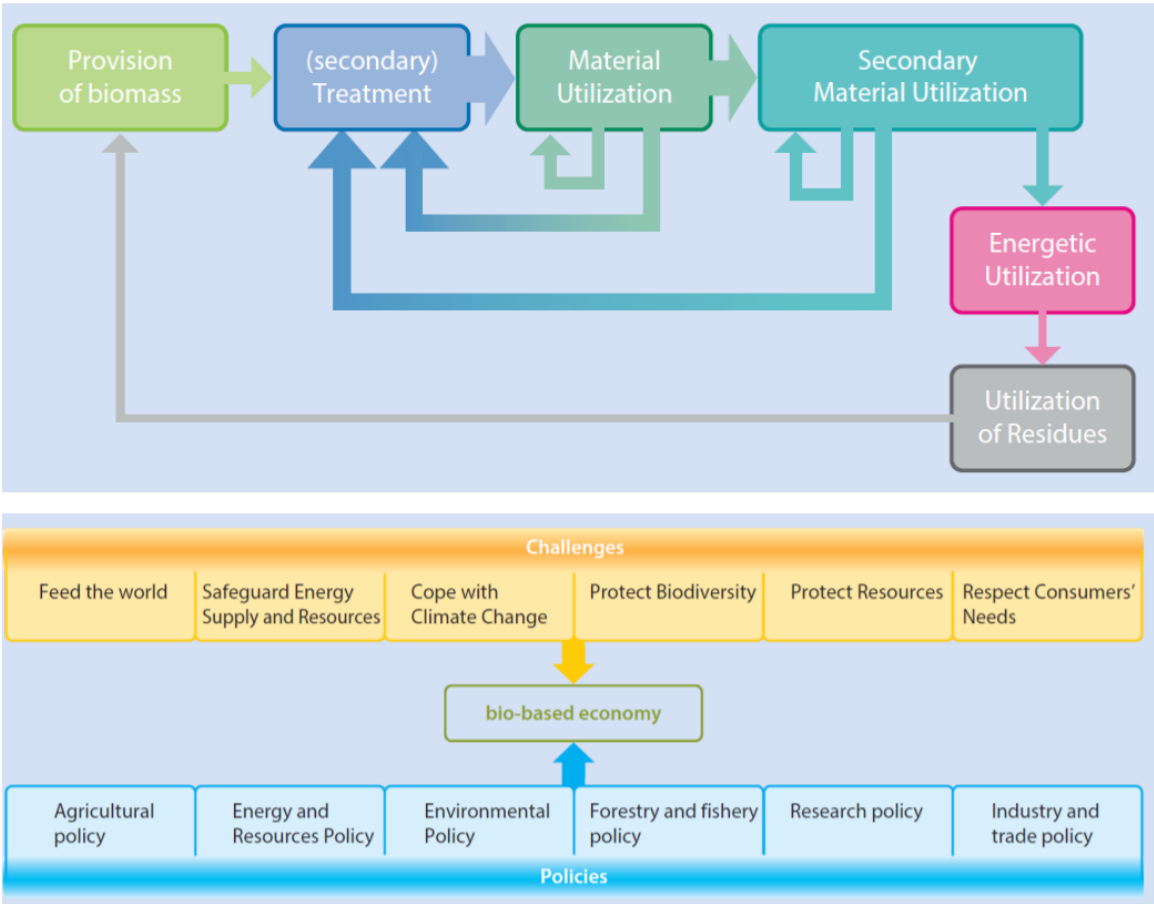 Provision
of biomass
(secondary)
Treatment
Material
Utilization
Secondary
Material Utilization
Energetic
Utilization
Utilization
of Residues
Challenges
Feed the world
Safeguard Energy
Supply and Resources
Cope with
Climate Change
Protect Biodiversity
Protect Resources
Respect Consumers'
Needs
bio-based economy
Agricultural
policy
Energy and
Resources Policy
Environmental
Policy
Forestry and fishery
policy
Research policy
Industry and
trade policy
Policies